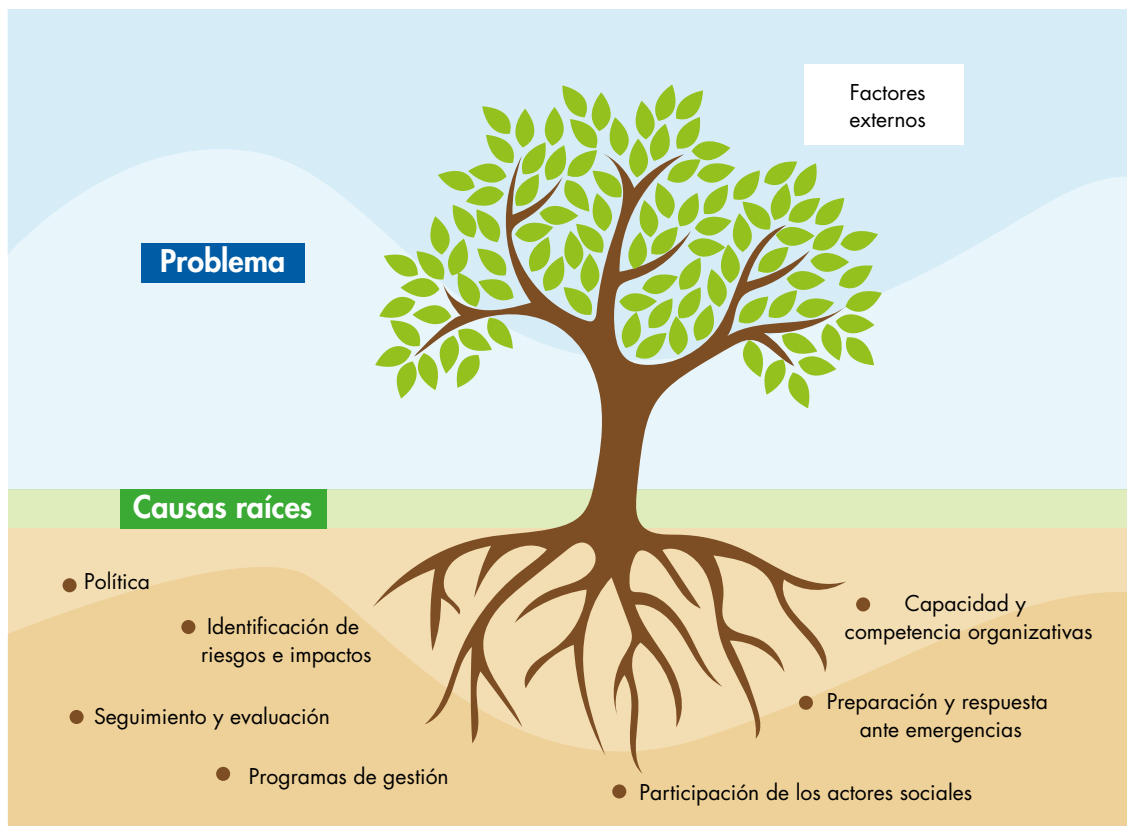 Factores
externos
Problema
Causas raíces
Política
Identificación de
riesgos e impactos
Seguimiento y evaluación
Programas de gestión
Capacidad y
competencia organizativas
Preparación y respuesta
ante emergencias
Participación de los actores sociales